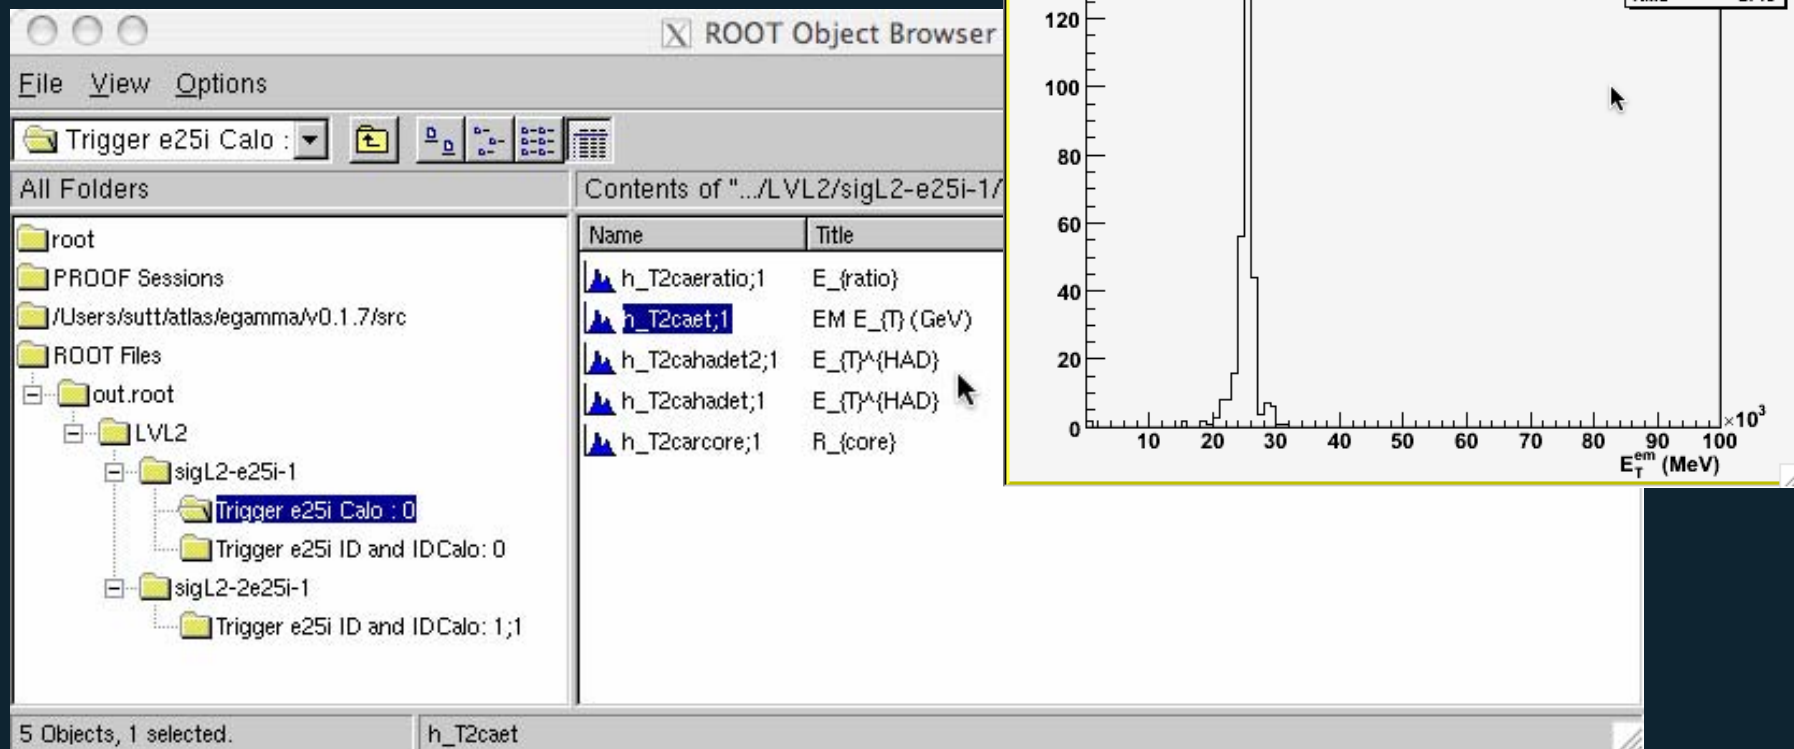 ROOT Object Browser
File View Options
Trigger e25i Calo :
All Folders
Contents of ".../LVL2/sigL2-e25i-1/
root
PROOF Sessions
/Users/sutt/atlas/egamma/v0.1.7/src
ROOT Files
out.root
LVL2
sigL2-e25i-1
Trigger e25i Calo : 0
Trigger e25i ID and IDCalo: 0
sigL2-2e25i-1
Trigger e25i ID and IDCalo: 1;1
Name Title
h_T2caeratio;1 E_{ratio}
h_T2caet;1 EM E_{T} (GeV)
h_T2cahadet2;1 E_{T}^{HAD}
h_T2cahadet;1 E_{T}^{HAD}
h_T2carcore;1 R_{core}
5 Objects, 1 selected.
h_T2caet
120
100
80
60
40
20
0
10 20 30 40 50 60 70 80 90 100
×10³
E_T^em (MeV)